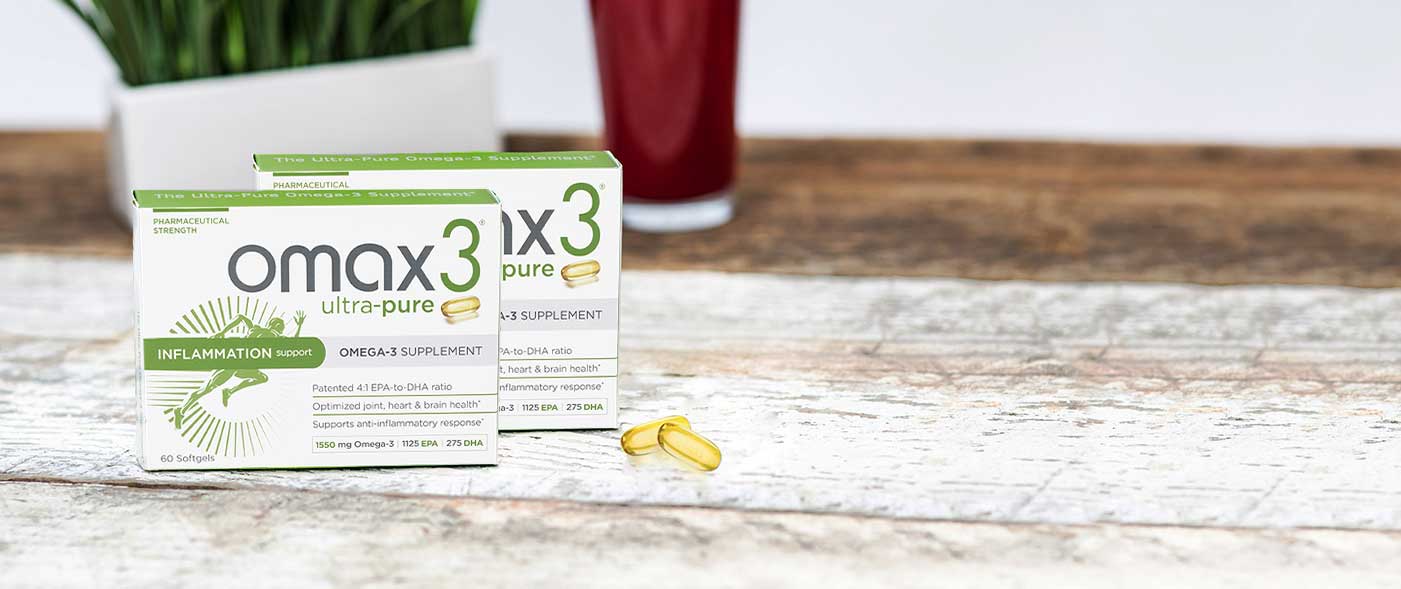 The Ultra-Pure Omega-3 Supplement*
PHARMACEUTICAL
STRENGTH
omax3®
ultra-pure
INFLAMMATION support
OMEGA-3 SUPPLEMENT
Patented 4:1 EPA-to-DHA ratio
Optimized joint, heart & brain health*
Supports anti-inflammatory response*
1550 mg Omega-3 | 1125 EPA | 275 DHA
60 Softgels
The Ultra-Pure Omega-3 Supplement*
PHARMACEUTICAL
ax3®
pure
-3 SUPPLEMENT
PA-to-DHA ratio
t, heart & brain health*
nflammatory response*
a-3 | 1125 EPA | 275 DHA